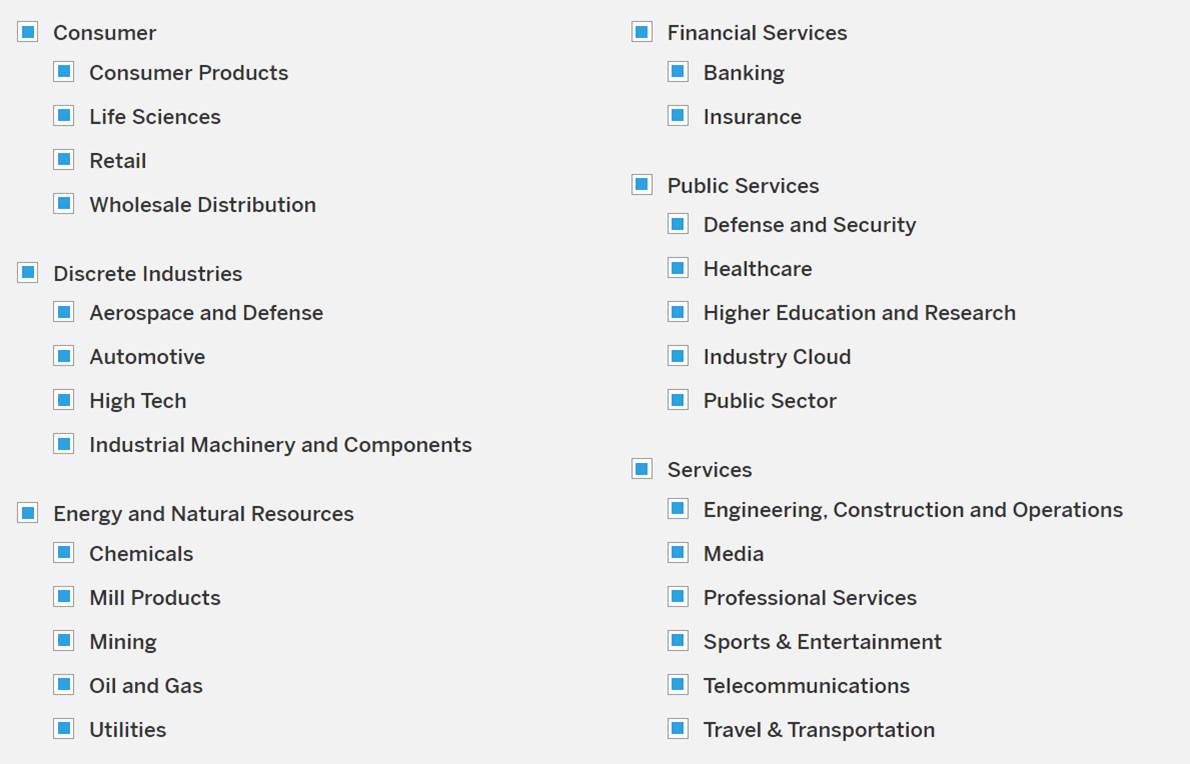 Consumer
Consumer Products
Life Sciences
Retail
Wholesale Distribution
Discrete Industries
Aerospace and Defense
Automotive
High Tech
Industrial Machinery and Components
Energy and Natural Resources
Chemicals
Mill Products
Mining
Oil and Gas
Utilities
Financial Services
Banking
Insurance
Public Services
Defense and Security
Healthcare
Higher Education and Research
Industry Cloud
Public Sector
Services
Engineering, Construction and Operations
Media
Professional Services
Sports & Entertainment
Telecommunications
Travel & Transportation